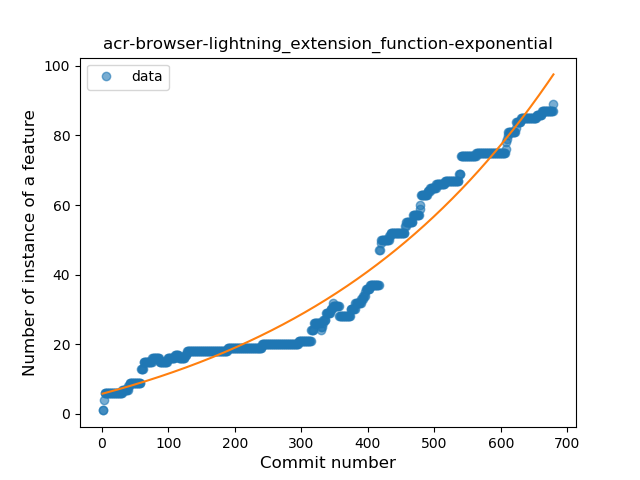 acr-browser-lightning_extension_function-exponential
data
Number of instance of a feature
100
80
60
40
20
0
0 100 200 300 400 500 600 700
Commit number